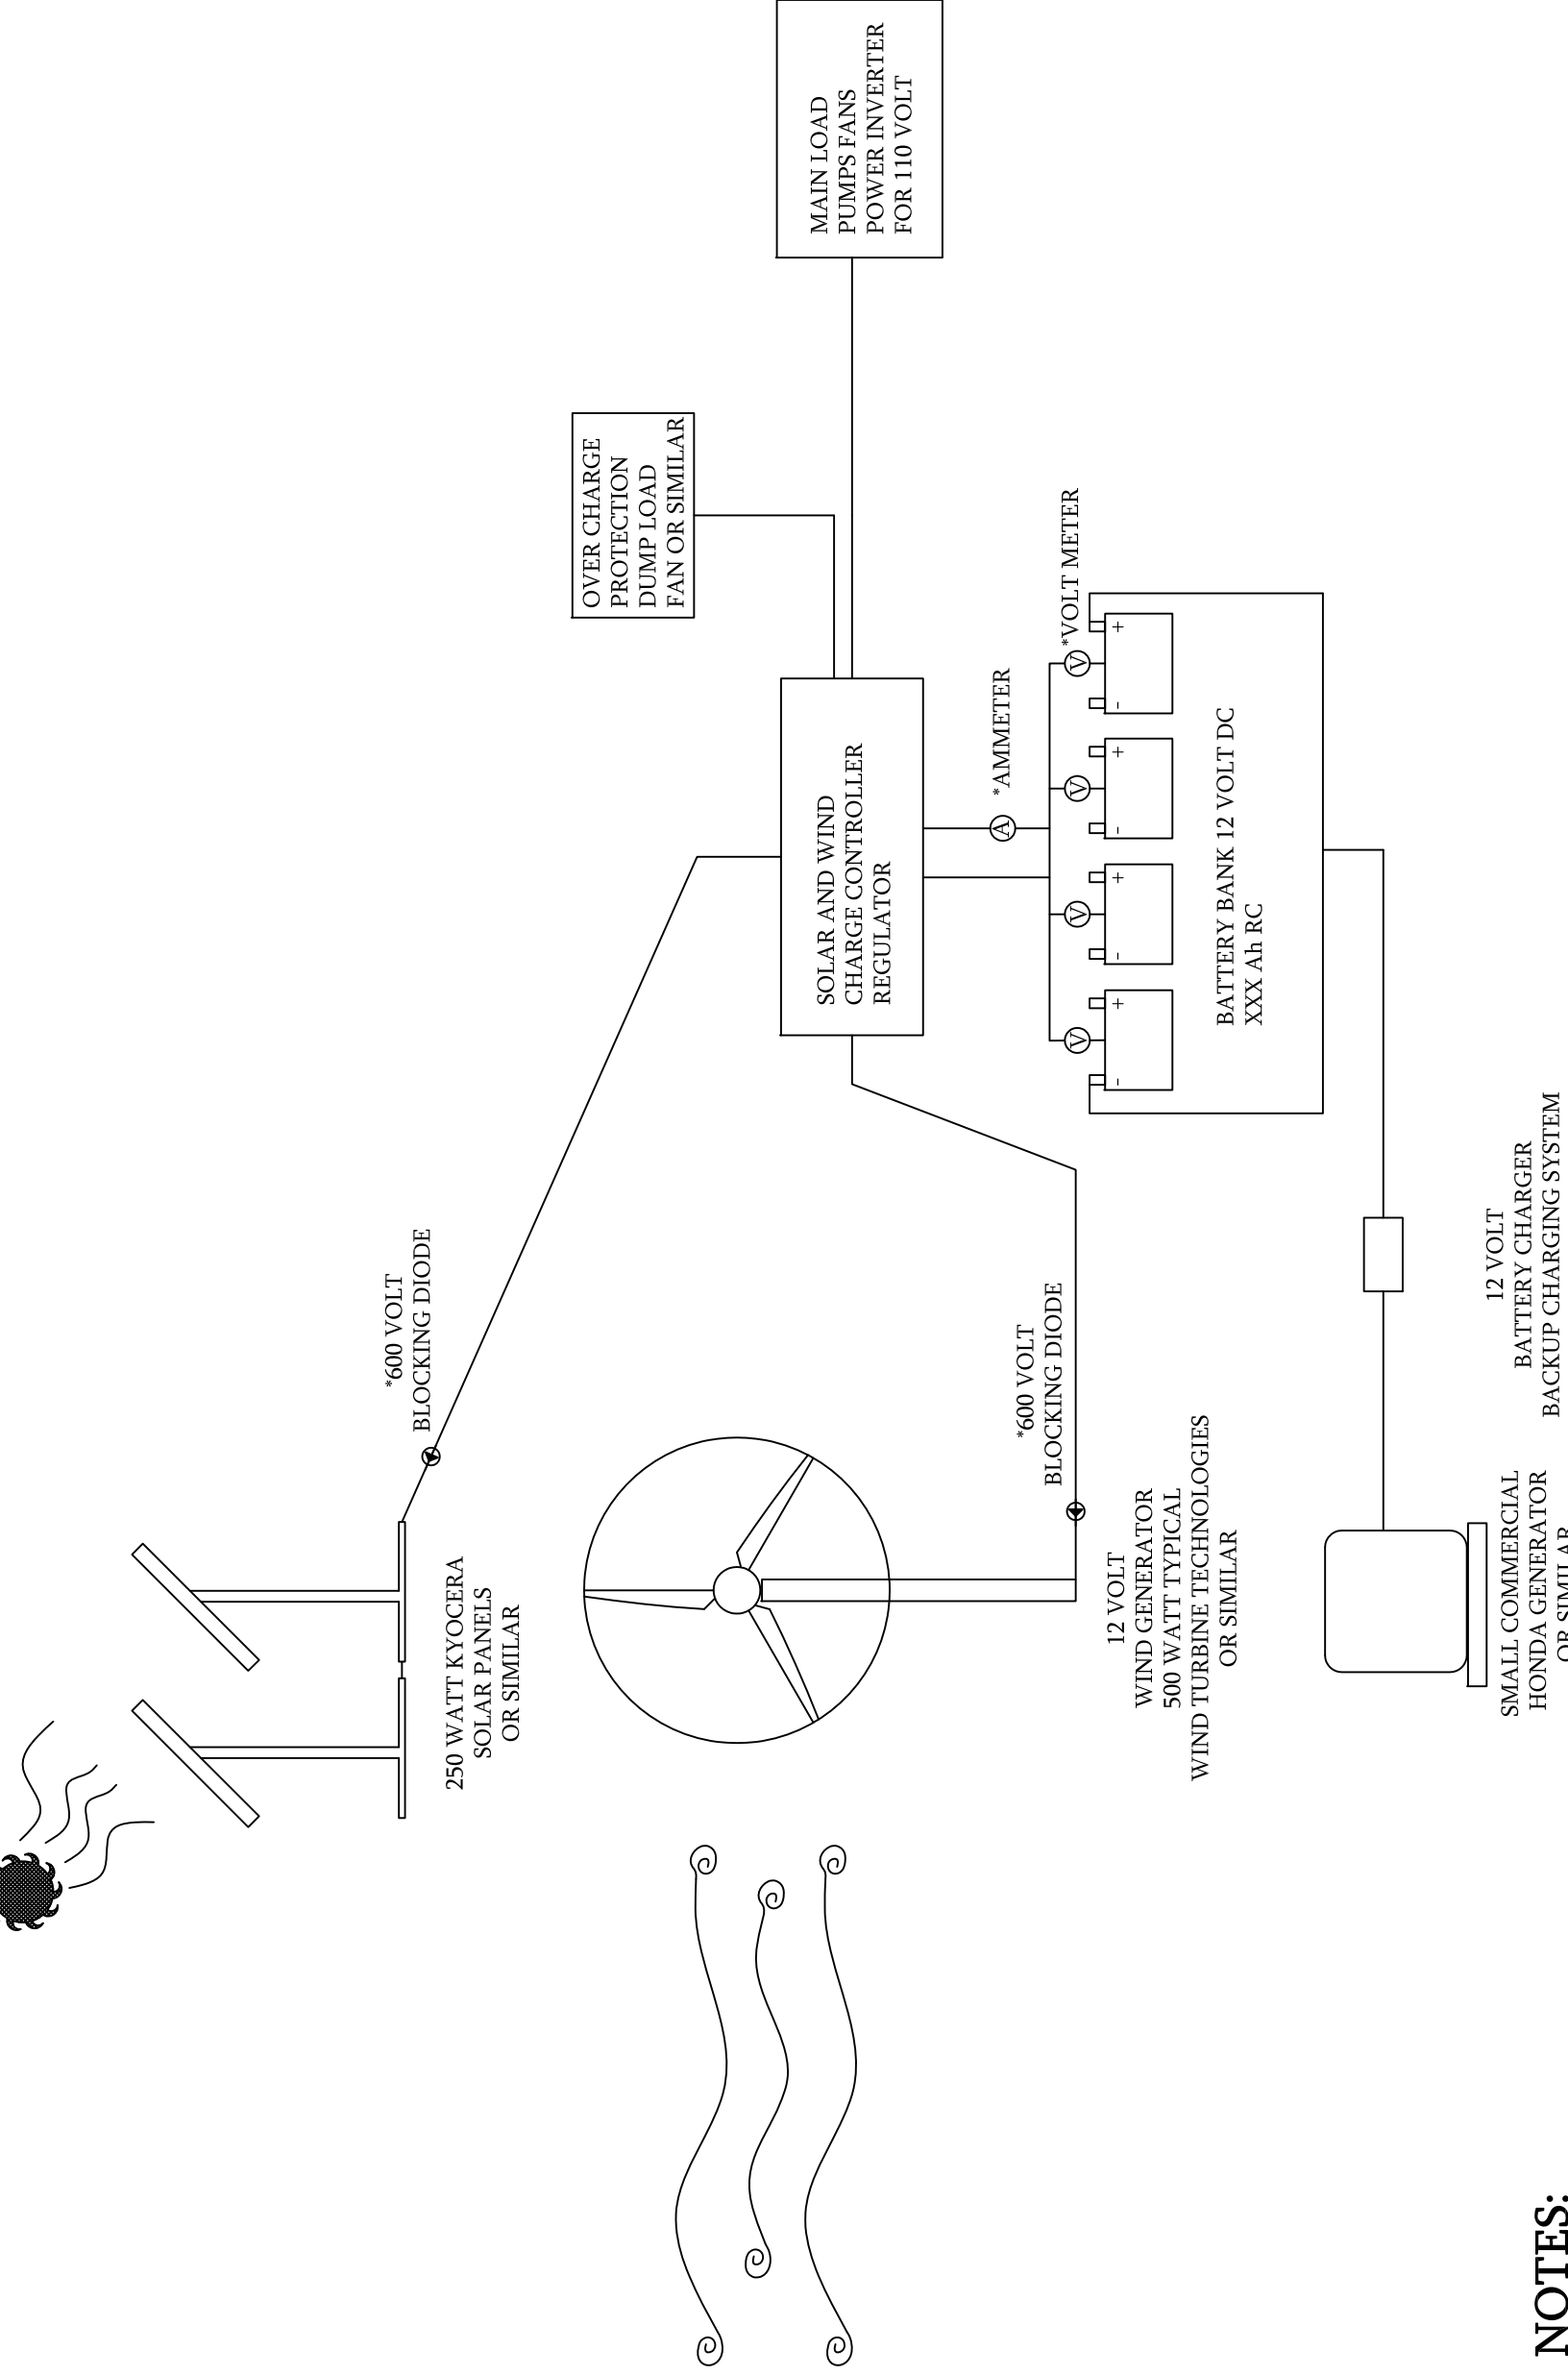 *600 VOLT
BLOCKING DIODE
250 WATT KYOCERA
SOLAR PANELS
OR SIMILAR
OVER CHARGE
PROTECTION
DUMP LOAD
FAN OR SIMILAR
MAIN LOAD
PUMPS FANS
POWER INVERTER
FOR 110 VOLT
SOLAR AND WIND
CHARGE CONTROLLER
REGULATOR
A
*AMMETER
*600 VOLT
BLOCKING DIODE
*VOLT METER
V V V V
- + - + - + - +
12 VOLT
WIND GENERATOR
500 WATT TYPICAL
WIND TURBINE TECHNOLOGIES
OR SIMILAR
BATTERY BANK 12 VOLT DC
XXX Ah RC
12 VOLT
BATTERY CHARGER
BACKUP CHARGING SYSTEM
SMALL COMMERCIAL
HONDA GENERATOR
OR SIMILAR
NOTES: